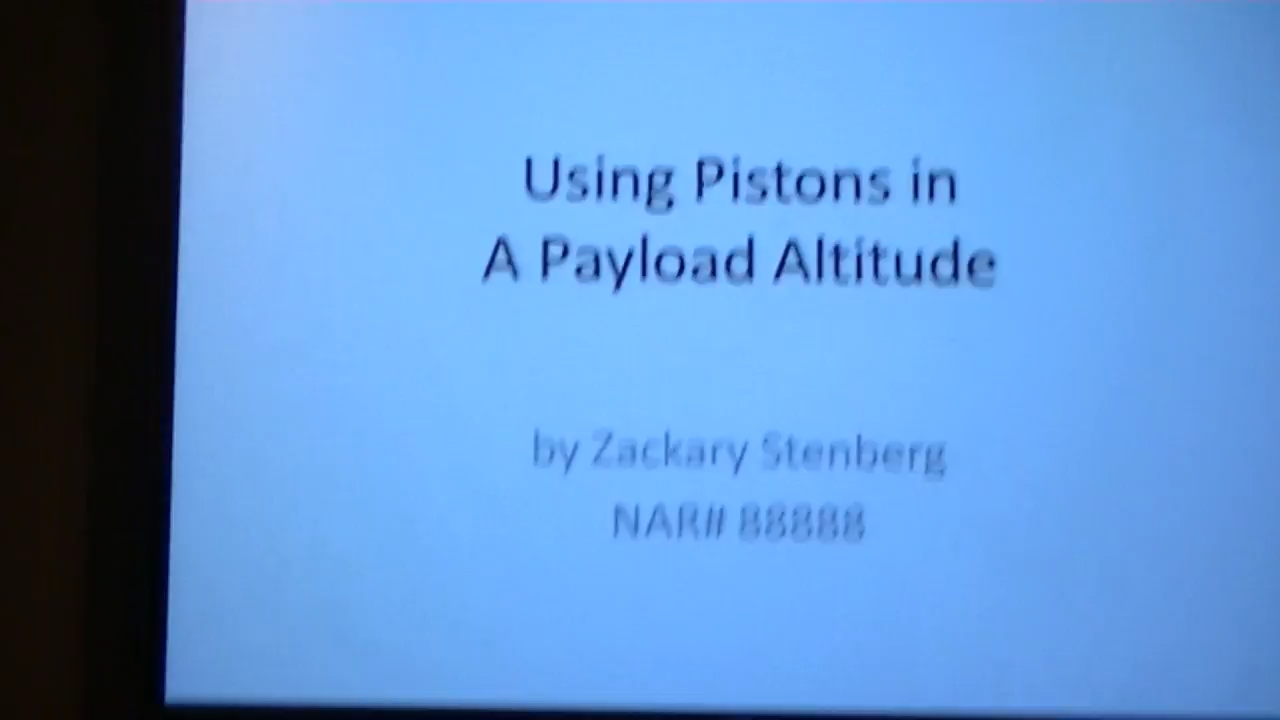 Using Pistons in
A Payload Altitude
by Zackary Stenberg
NAR# 88888